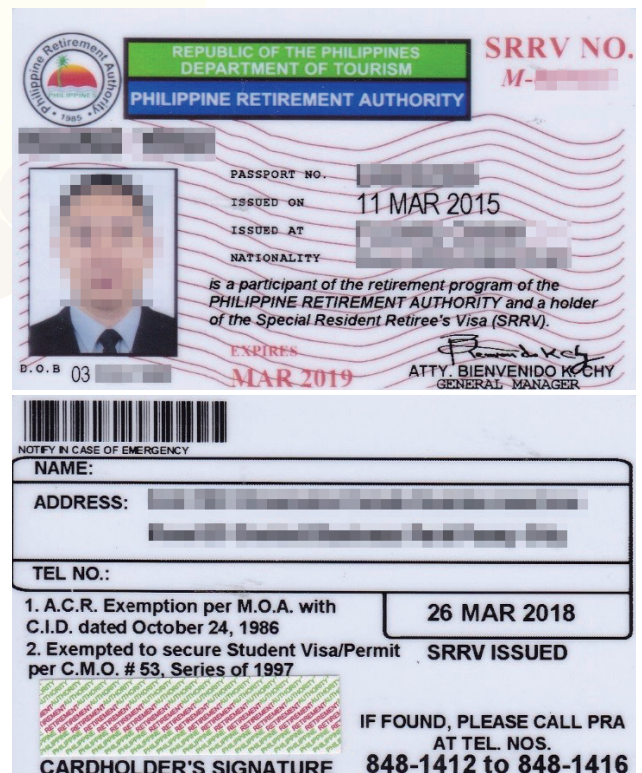 Philippine Retirement Authority
PHILIPPINES
1985
REPUBLIC OF THE PHILIPPINES
DEPARTMENT OF TOURISM
PHILIPPINE RETIREMENT AUTHORITY
SRRV NO.
M-
PASSPORT NO.
ISSUED ON 11 MAR 2015
ISSUED AT
NATIONALITY
is a participant of the retirement program of the
PHILIPPINE RETIREMENT AUTHORITY and a holder
of the Special Resident Retiree's Visa (SRRV).
EXPIRES
MAR 2019
D.O.B 03
ATTY. BIENVENIDO K. CHY
GENERAL MANAGER
NOTIFY IN CASE OF EMERGENCY
NAME:
ADDRESS:
TEL NO.:
1. A.C.R. Exemption per M.O.A. with
C.I.D. dated October 24, 1986
2. Exempted to secure Student Visa/Permit
per C.M.O. # 53, Series of 1997
26 MAR 2018
SRRV ISSUED
CARDHOLDER'S SIGNATURE
IF FOUND, PLEASE CALL PRA
AT TEL. NOS.
848-1412 to 848-1416